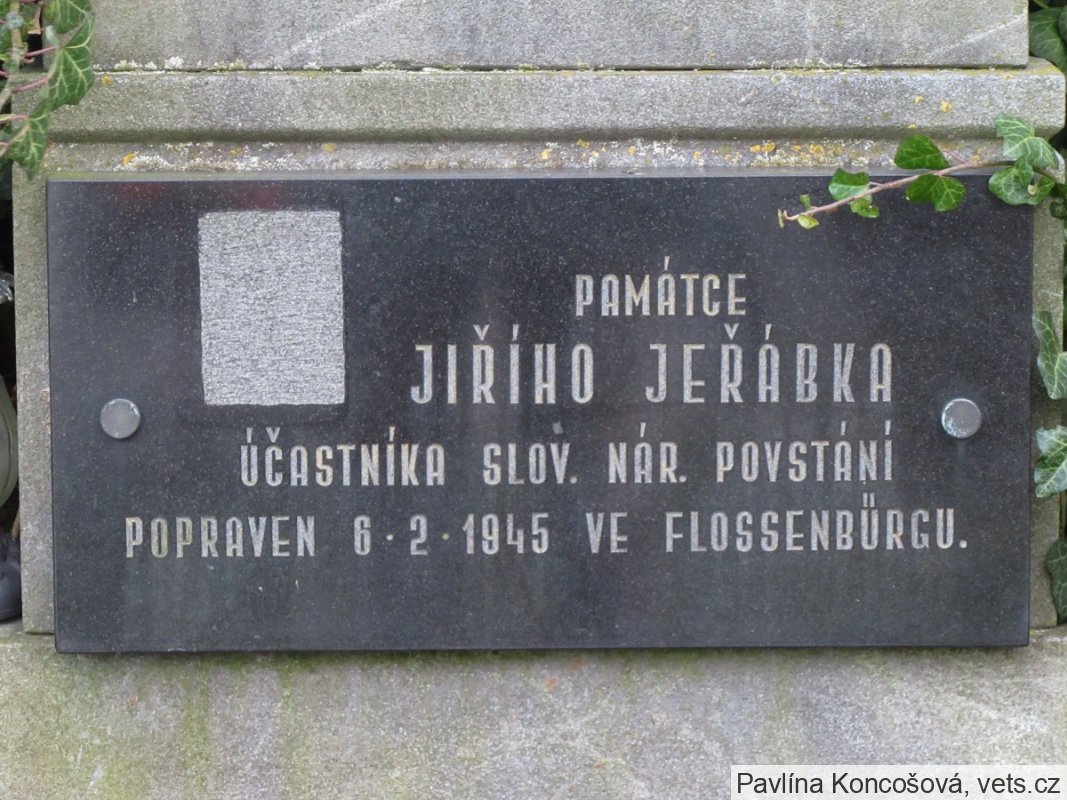 PAMÁTCE
JIŘÍHO JEŘÁBKA
ÚČASTNÍKA SLOV. NÁR. POVSTÁNÍ
POPRAVEN 6·2·1945 VE FLOSSENBÜRGU.
Pavlína Koncošová, vets.cz